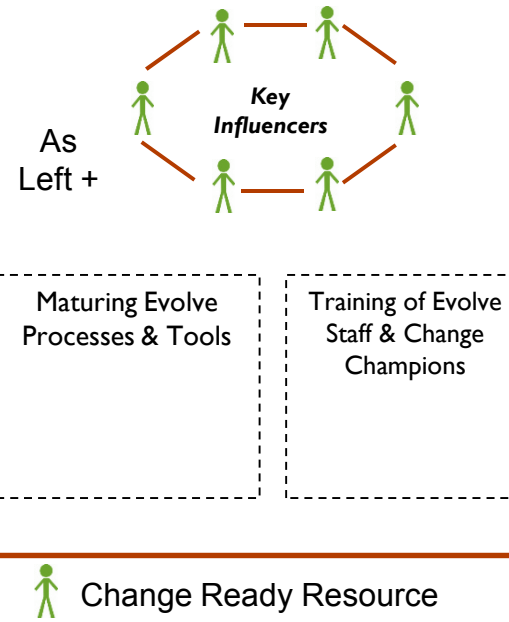 Key
Influencers
As
Left +
Maturing Evolve
Processes & Tools
Training of Evolve
Staff & Change
Champions
Change Ready Resource